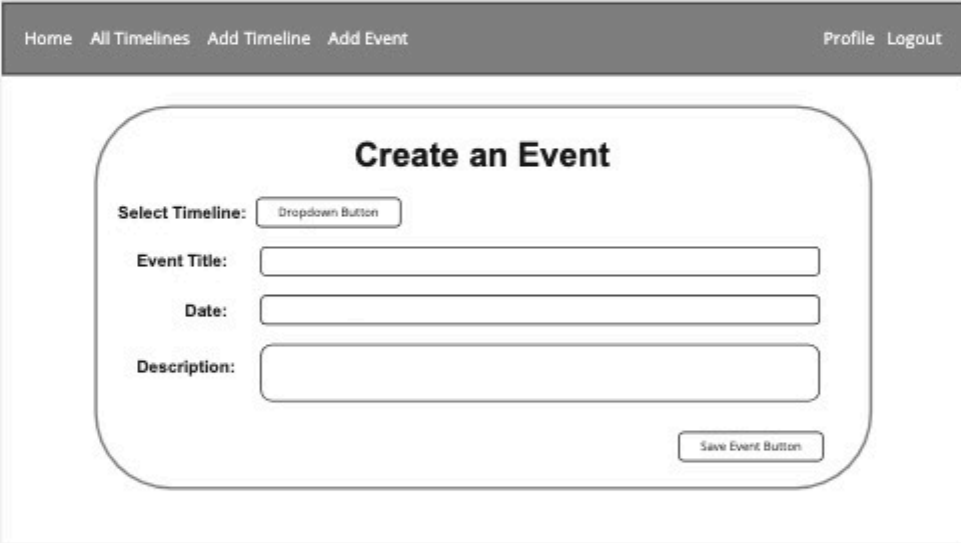 Home All Timelines Add Timeline Add Event Profile Logout
Create an Event
Select Timeline: Dropdown Button
Event Title:
Date:
Description:
Save Event Button